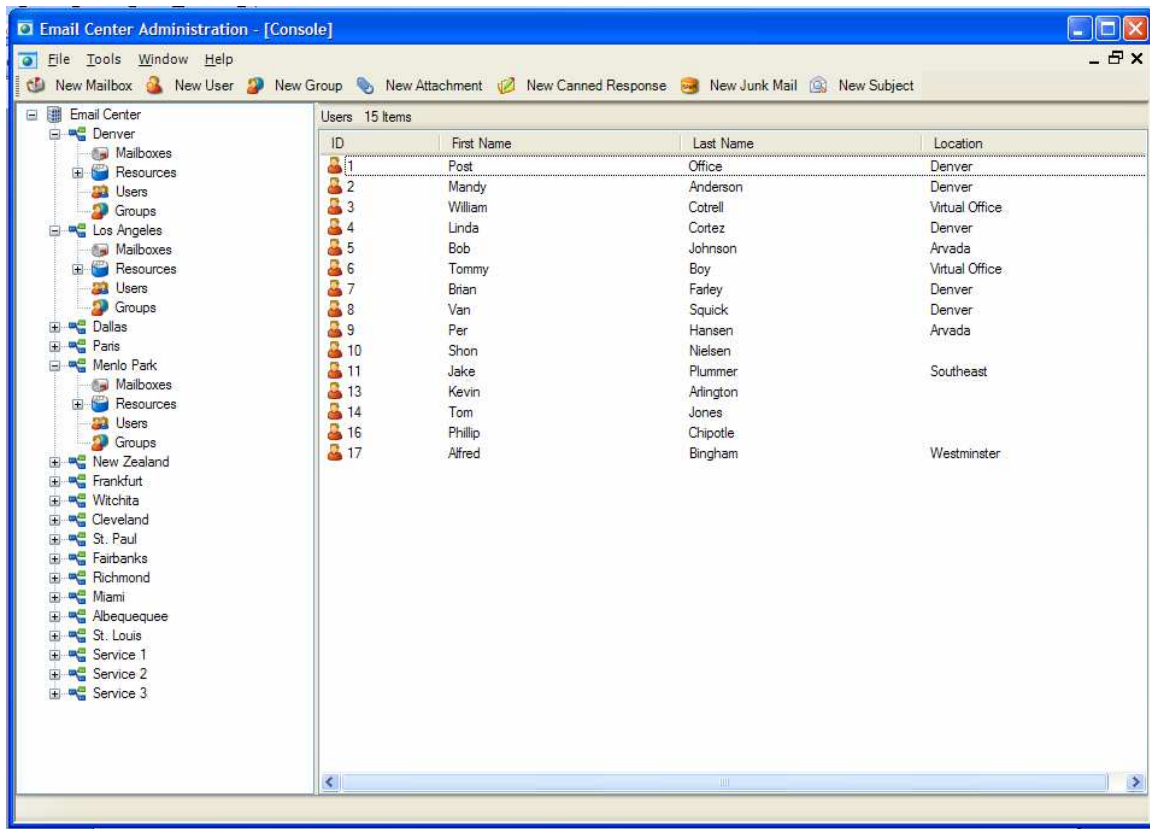 Email Center Administration - [Console]
File Tools Window Help
New Mailbox New User New Group New Attachment New Canned Response New Junk Mail New Subject
Email Center
Denver
Mailboxes
Resources
Users
Groups
Los Angeles
Mailboxes
Resources
Users
Groups
Dallas
Paris
Menlo Park
Mailboxes
Resources
Users
Groups
New Zealand
Frankfurt
Witchita
Cleveland
St. Paul
Fairbanks
Richmond
Miami
Albequequee
St. Louis
Service 1
Service 2
Service 3
Users 15 Items
ID First Name Last Name Location
1 Post Office Denver
2 Mandy Anderson Denver
3 William Cotrell Virtual Office
4 Linda Cortez Denver
5 Bob Johnson Arvada
6 Tommy Boy Virtual Office
7 Brian Farley Denver
8 Van Squick Denver
9 Per Hansen Arvada
10 Shon Nielsen
11 Jake Plummer Southeast
13 Kevin Arlington
14 Tom Jones
16 Phillip Chipotle
17 Alfred Bingham Westminster